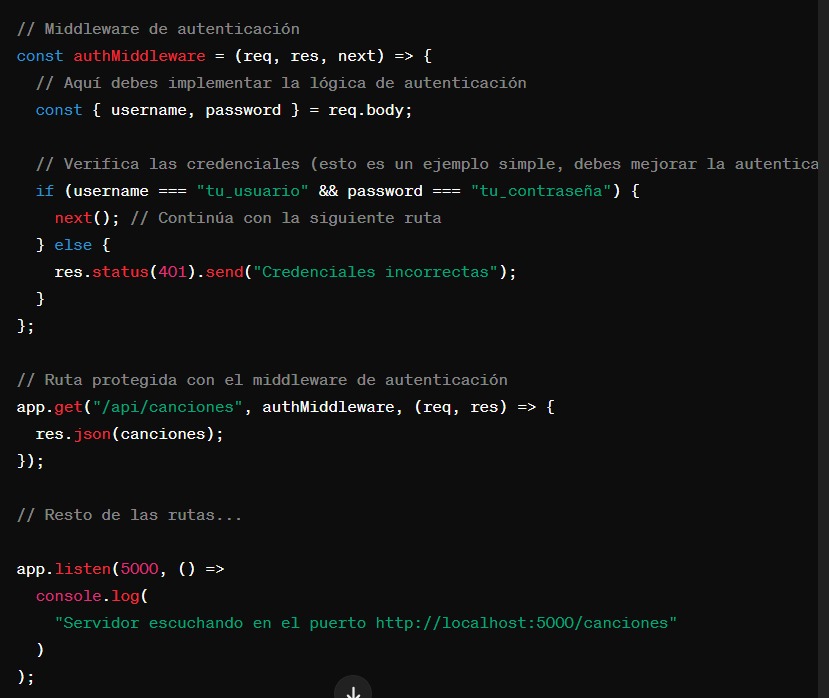 // Middleware de autenticación
const authMiddleware = (req, res, next) => {
  // Aquí debes implementar la lógica de autenticación
  const { username, password } = req.body;

  // Verifica las credenciales (esto es un ejemplo simple, debes mejorar la autentica
  if (username === "tu_usuario" && password === "tu_contraseña") {
    next(); // Continúa con la siguiente ruta
  } else {
    res.status(401).send("Credenciales incorrectas");
  }
};

// Ruta protegida con el middleware de autenticación
app.get("/api/canciones", authMiddleware, (req, res) => {
  res.json(canciones);
});

// Resto de las rutas...

app.listen(5000, () =>
  console.log(
    "Servidor escuchando en el puerto http://localhost:5000/canciones"
  )
);